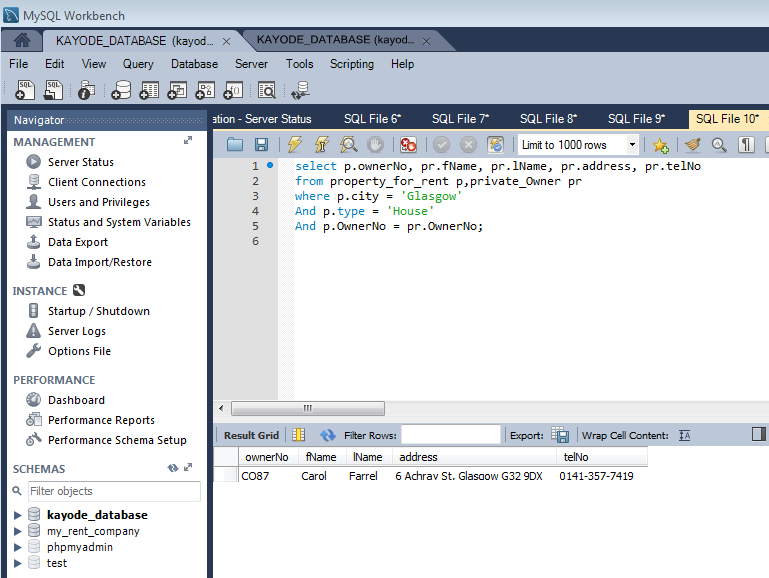 MySQL Workbench
KAYODE_DATABASE (kayod... ×
KAYODE_DATABASE (kayod... ×
File Edit View Query Database Server Tools Scripting Help
Navigator
MANAGEMENT
Server Status
Client Connections
Users and Privileges
Status and System Variables
Data Export
Data Import/Restore
INSTANCE
Startup / Shutdown
Server Logs
Options File
PERFORMANCE
Dashboard
Performance Reports
Performance Schema Setup
SCHEMAS
Filter objects
kayode_database
my_rent_company
phpmyadmin
test
ation - Server Status SQL File 6* SQL File 7* SQL File 8* SQL File 9* SQL File 10*
Limit to 1000 rows
1 select p.ownerNo, pr.fName, pr.lName, pr.address, pr.telNo
2 from property_for_rent p,private_Owner pr
3 where p.city = 'Glasgow'
4 And p.type = 'House'
5 And p.OwnerNo = pr.OwnerNo;
6
Result Grid Filter Rows: Export: Wrap Cell Content:
ownerNo fName lName address telNo
CO87 Carol Farrel 6 Achray St. Glasgow G32 9DX 0141-357-7419